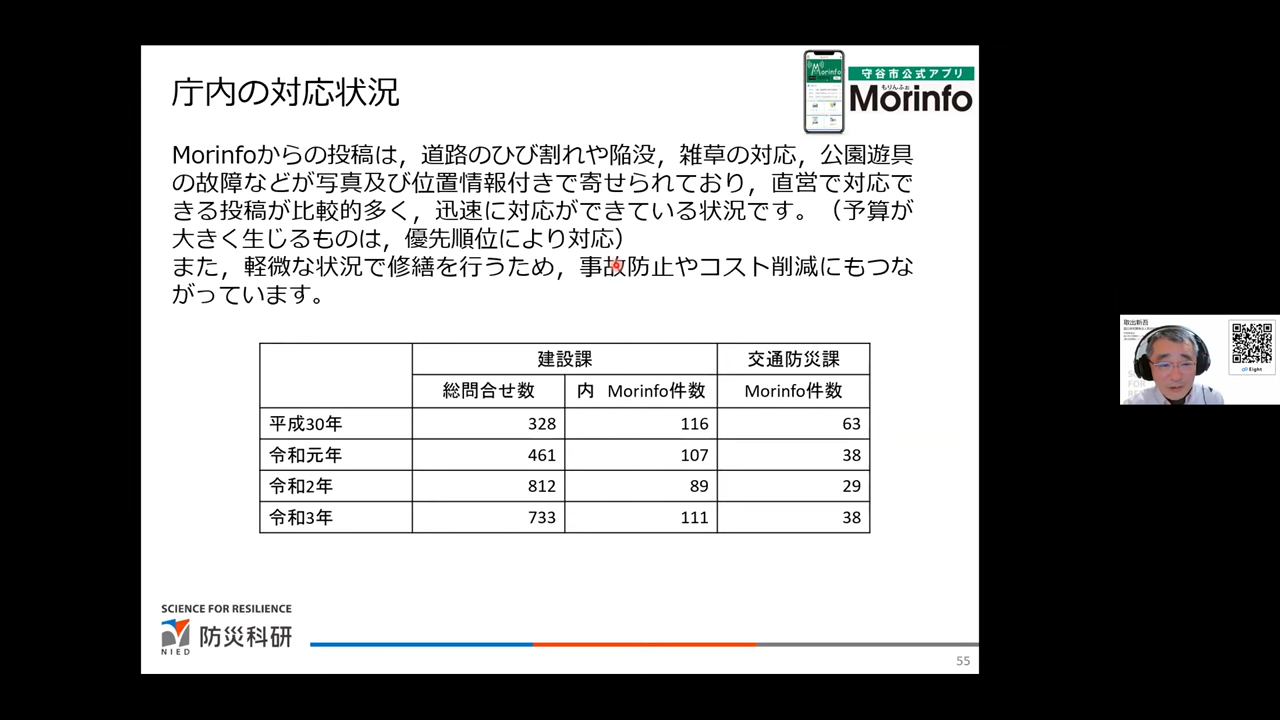 庁内の対応状況
守谷市公式アプリ
もりんふぉ
Morinfo
Morinfoからの投稿は，道路のひび割れや陥没，雑草の対応，公園遊具
の故障などが写真及び位置情報付きで寄せられており，直営で対応で
きる投稿が比較的多く，迅速に対応ができている状況です。（予算が
大きく生じるものは，優先順位により対応）
また，軽微な状況で修繕を行うため，事故防止やコスト削減にもつな
がっています。
建設課 交通防災課
総問合せ数 内 Morinfo件数 Morinfo件数
平成30年 328 116 63
令和元年 461 107 38
令和2年 812 89 29
令和3年 733 111 38
SCIENCE FOR RESILIENCE
防災科研
NIED
55
取出新吾
Eight